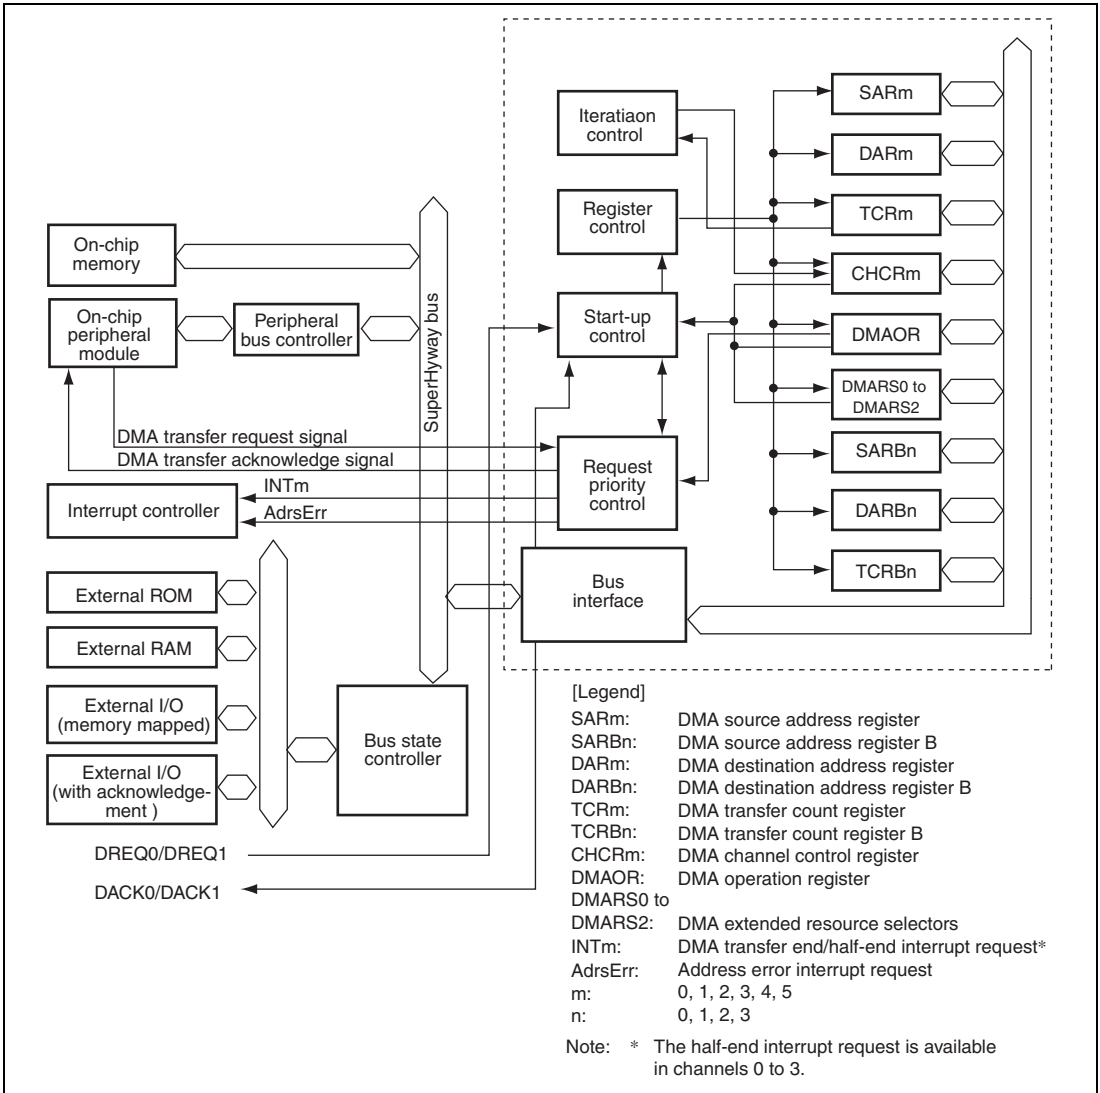 Iteratiaon
control
Register
control
Start-up
control
Request
priority
control
Bus
interface
SARm
DARm
TCRm
CHCRm
DMAOR
DMARS0 to
DMARS2
SARBn
DARBn
TCRBn
On-chip
memory
On-chip
peripheral
module
Peripheral
bus controller
SuperHyway bus
DMA transfer request signal
DMA transfer acknowledge signal
INTm
Interrupt controller
AdrsErr
External ROM
External RAM
External I/O
(memory mapped)
External I/O
(with acknowledge-
ment )
Bus state
controller
DREQ0/DREQ1
DACK0/DACK1
[Legend]
SARm: DMA source address register
SARBn: DMA source address register B
DARm: DMA destination address register
DARBn: DMA destination address register B
TCRm: DMA transfer count register
TCRBn: DMA transfer count register B
CHCRm: DMA channel control register
DMAOR: DMA operation register
DMARS0 to
DMARS2: DMA extended resource selectors
INTm: DMA transfer end/half-end interrupt request*
AdrsErr: Address error interrupt request
m: 0, 1, 2, 3, 4, 5
n: 0, 1, 2, 3
Note: * The half-end interrupt request is available
in channels 0 to 3.